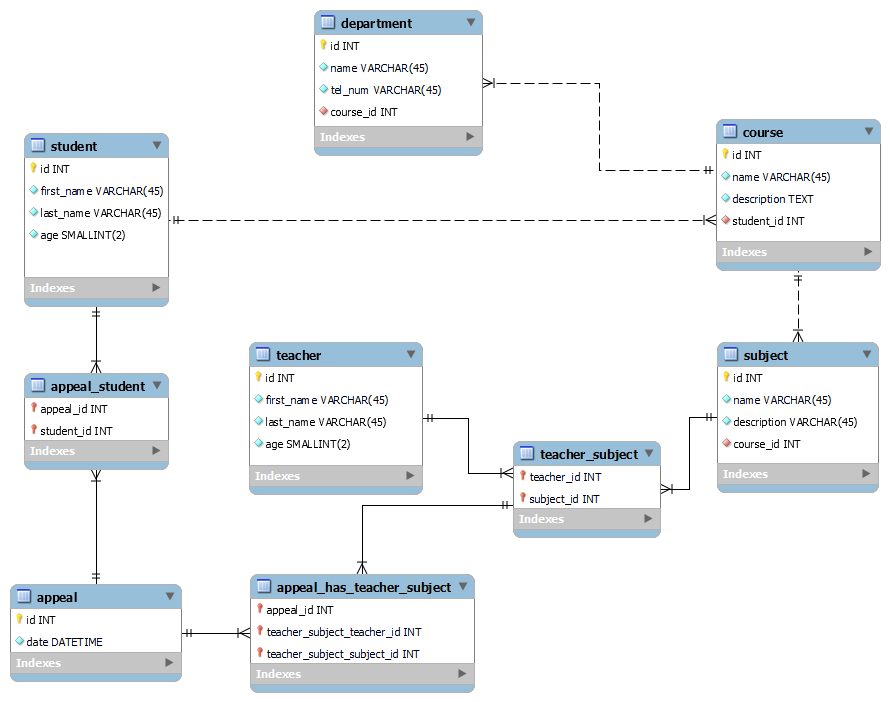 department
id INT
name VARCHAR(45)
tel_num VARCHAR(45)
course_id INT
Indexes
student
id INT
first_name VARCHAR(45)
last_name VARCHAR(45)
age SMALLINT(2)
Indexes
course
id INT
name VARCHAR(45)
description TEXT
student_id INT
Indexes
teacher
id INT
first_name VARCHAR(45)
last_name VARCHAR(45)
age SMALLINT(2)
Indexes
subject
id INT
name VARCHAR(45)
description VARCHAR(45)
course_id INT
Indexes
appeal_student
appeal_id INT
student_id INT
Indexes
teacher_subject
teacher_id INT
subject_id INT
Indexes
appeal
id INT
date DATETIME
Indexes
appeal_has_teacher_subject
appeal_id INT
teacher_subject_teacher_id INT
teacher_subject_subject_id INT
Indexes